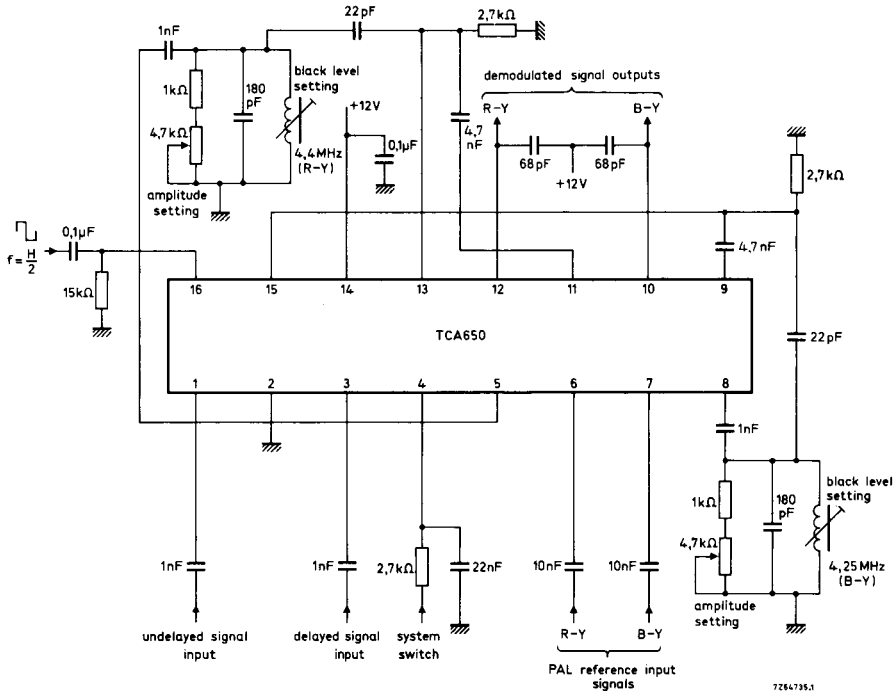 22pF
2,7kΩ
1nF
black level
setting
1kΩ
180
pF
demodulated signal outputs
R-Y
B-Y
+12V
4,7kΩ
4,7
nF
0,1µF
4,4MHz
(R-Y)
68pF
68pF
+12V
2,7kΩ
amplitude
setting
0,1µF
f=H/2
4,7nF
15kΩ
16
15
14
13
12
11
10
9
TCA650
22pF
1
2
3
4
5
6
7
8
1nF
black level
setting
1kΩ
180
pF
4,7kΩ
1nF
1nF
2,7kΩ
22nF
10nF
10nF
4,25MHz
(B-Y)
amplitude
setting
undelayed signal
input
delayed signal
input
system
switch
R-Y
B-Y
PAL reference input
signals
7Z64735.1